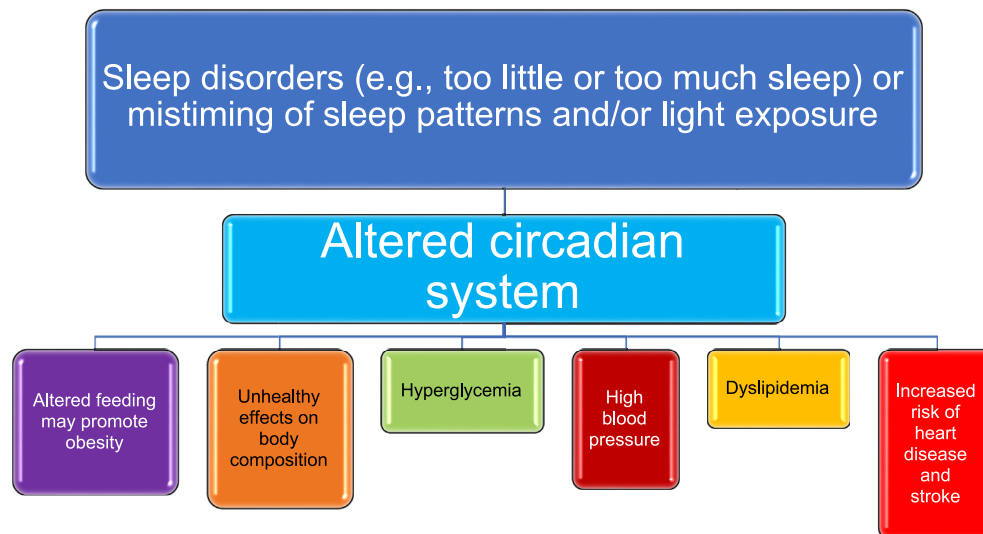 Sleep disorders (e.g., too little or too much sleep) or
mistiming of sleep patterns and/or light exposure
Altered circadian
system
Altered feeding
may promote
obesity
Unhealthy
effects on
body
composition
Hyperglycemia
High
blood
pressure
Dyslipidemia
Increased
risk of
heart
disease
and
stroke